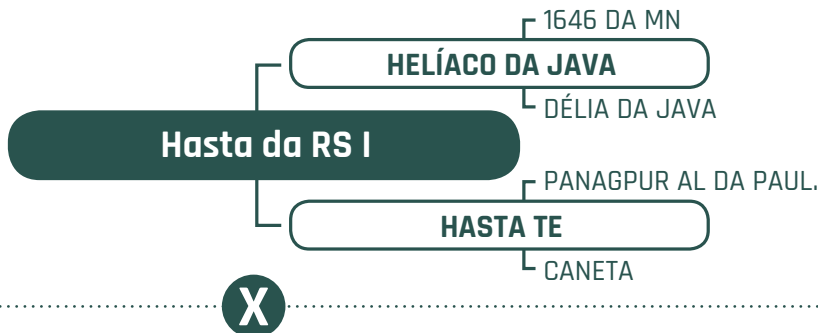 1646 DA MN
HELÍACO DA JAVA
DÉLIA DA JAVA
Hasta da RS I
PANAGPUR AL DA PAUL.
HASTA TE
CANETA
X